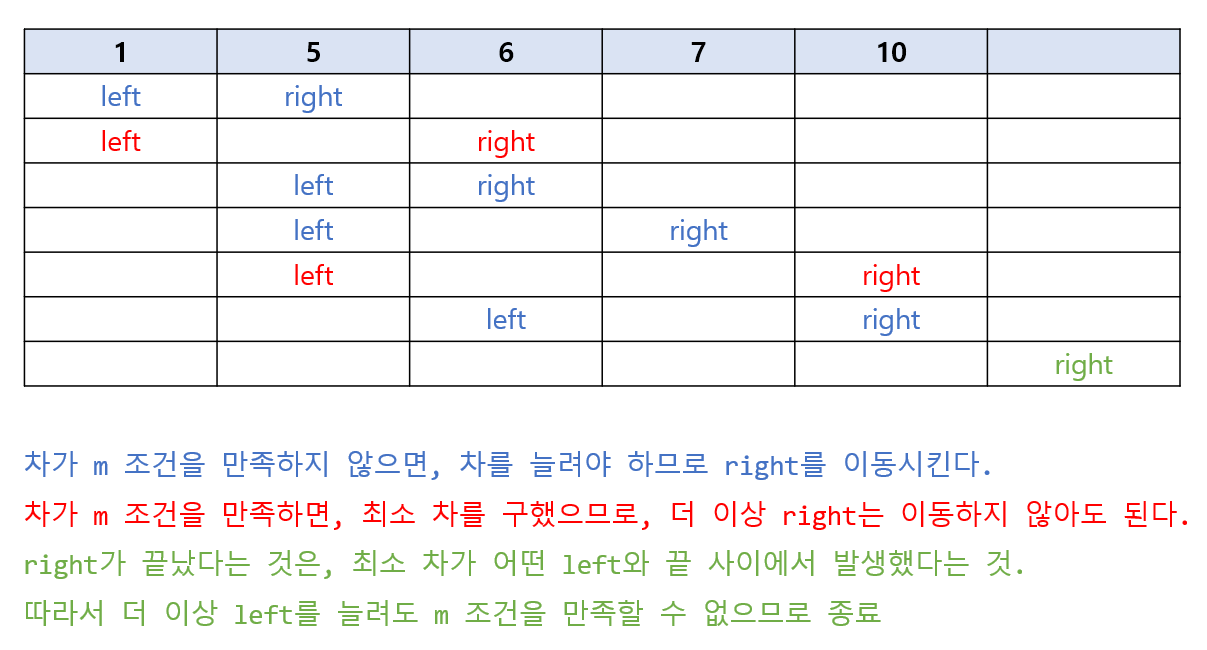 1 5 6 7 10
left right
left right
left right
left right
left right
left right
right
차가 m 조건을 만족하지 않으면, 차를 늘려야 하므로 right를 이동시킨다.
차가 m 조건을 만족하면, 최소 차를 구했으므로, 더 이상 right는 이동하지 않아도 된다.
right가 끝났다는 것은, 최소 차가 어떤 left와 끝 사이에서 발생했다는 것.
따라서 더 이상 left를 늘려도 m 조건을 만족할 수 없으므로 종료